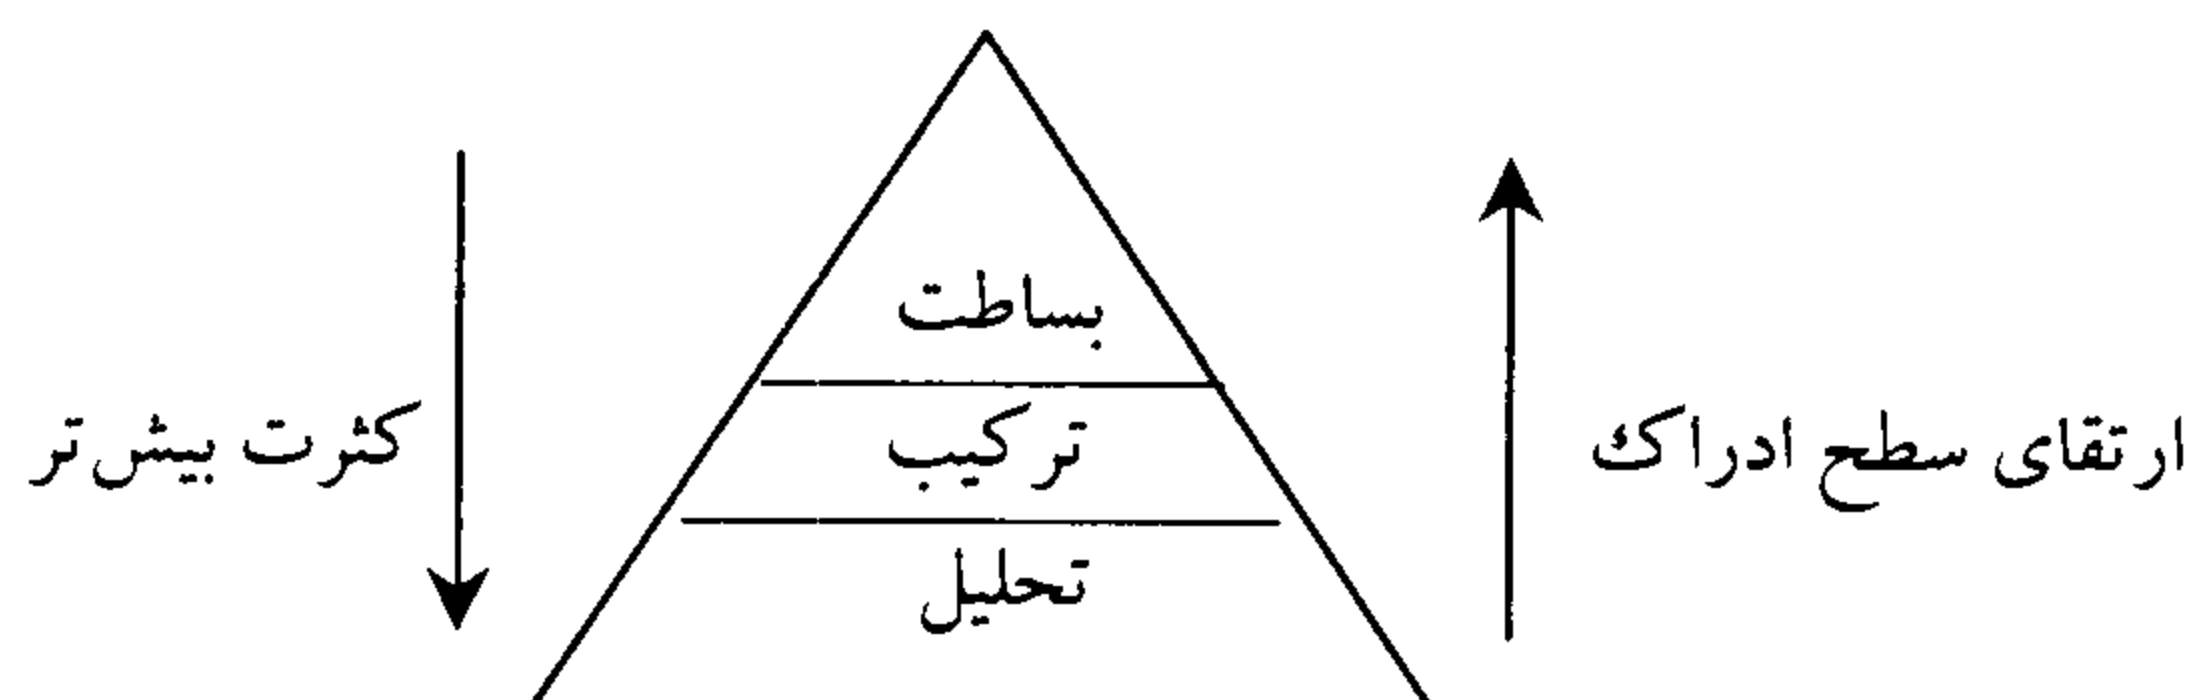 بساطت
ارتقای سطح ادراک
ترکیب
کثرت بیش‌تر
تحلیل